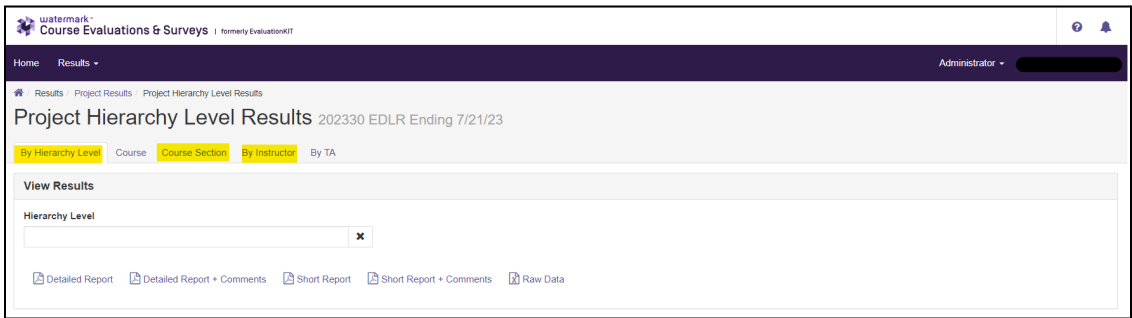 watermark™
Course Evaluations & Surveys | formerly EvaluationKIT
Home Results Administrator
/ Results / Project Results / Project Hierarchy Level Results
Project Hierarchy Level Results 202330 EDLR Ending 7/21/23
By Hierarchy Level Course Course Section By Instructor By TA
View Results
Hierarchy Level
Detailed Report Detailed Report + Comments Short Report Short Report + Comments Raw Data